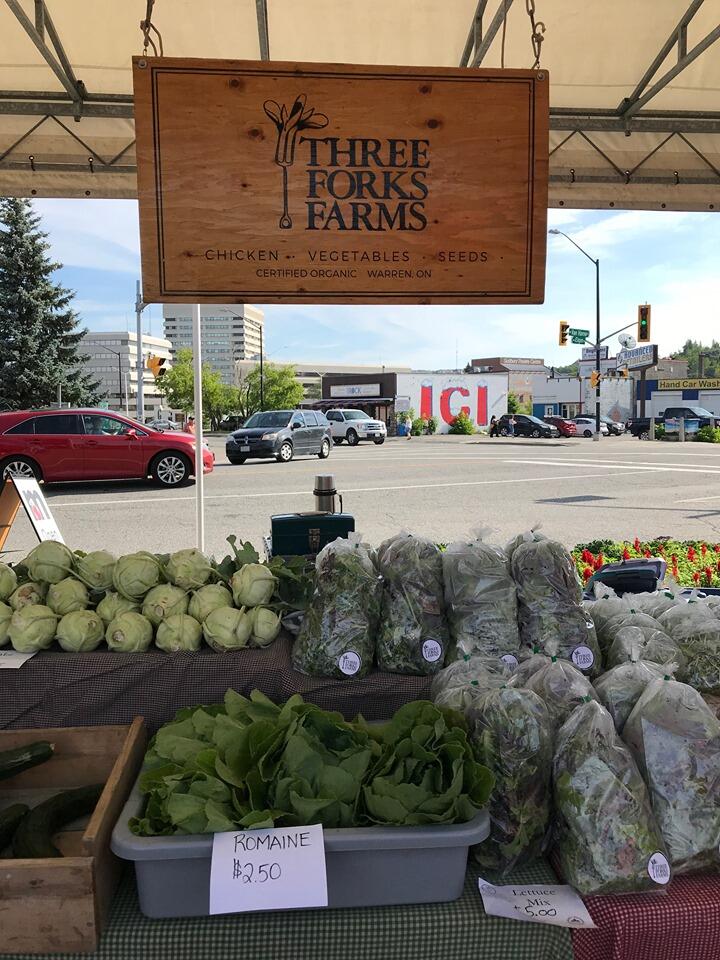 THREE
FORKS
FARMS
CHICKEN · VEGETABLES · SEEDS ·
CERTIFIED ORGANIC WARREN, ON
ICI
Hand Car Wash
ROMAINE
$2.50
Lettuce
Mix
$5.00